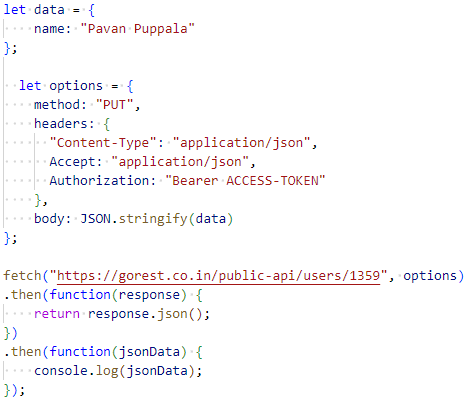 let data = {
    name: "Pavan Puppala"
};
  let options = {
    method: "PUT",
    headers: {
      "Content-Type": "application/json",
      Accept: "application/json",
      Authorization: "Bearer ACCESS-TOKEN"
    },
    body: JSON.stringify(data)
};
fetch("https://gorest.co.in/public-api/users/1359", options)
.then(function(response) {
    return response.json();
})
.then(function(jsonData) {
    console.log(jsonData);
});